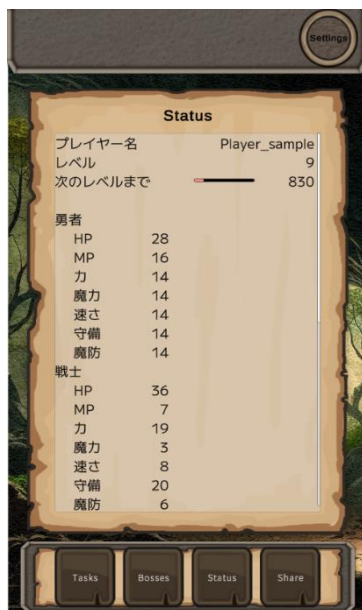 Settings
Status
プレイヤー名 Player_sample
レベル 9
次のレベルまで 830
勇者
HP 28
MP 16
力 14
魔力 14
速さ 14
守備 14
魔防 14
戦士
HP 36
MP 7
力 19
魔力 3
速さ 8
守備 20
魔防 6
Tasks Bosses Status Share